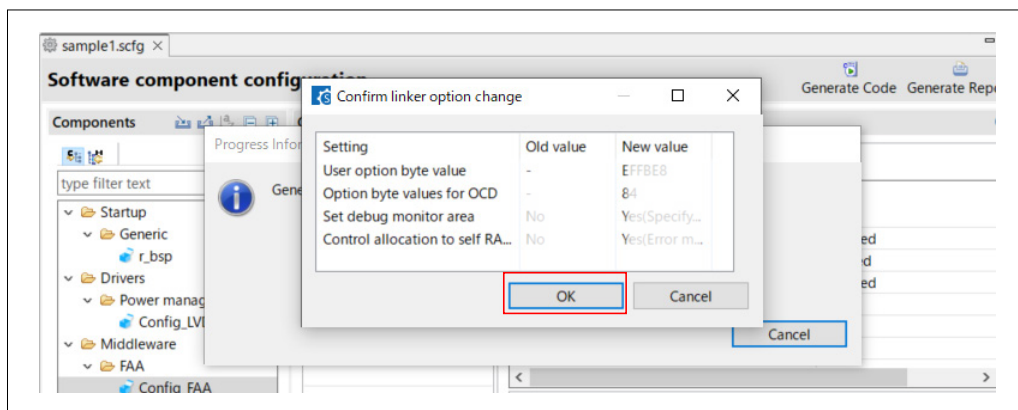 sample1.scfg
Software component configuration
Generate Code Generate Repo
Components
Confirm linker option change
Progress Infor
type filter text
Gene
Setting Old value New value
User option byte value - EFFBE8
Option byte values for OCD - 84
Set debug monitor area No Yes(Specify...
Control allocation to self RA... No Yes(Error m...
OK Cancel
Cancel
Startup
Generic
r_bsp
Drivers
Power manag
Config_LVI
Middleware
FAA
Config_FAA
ed
ed
ed